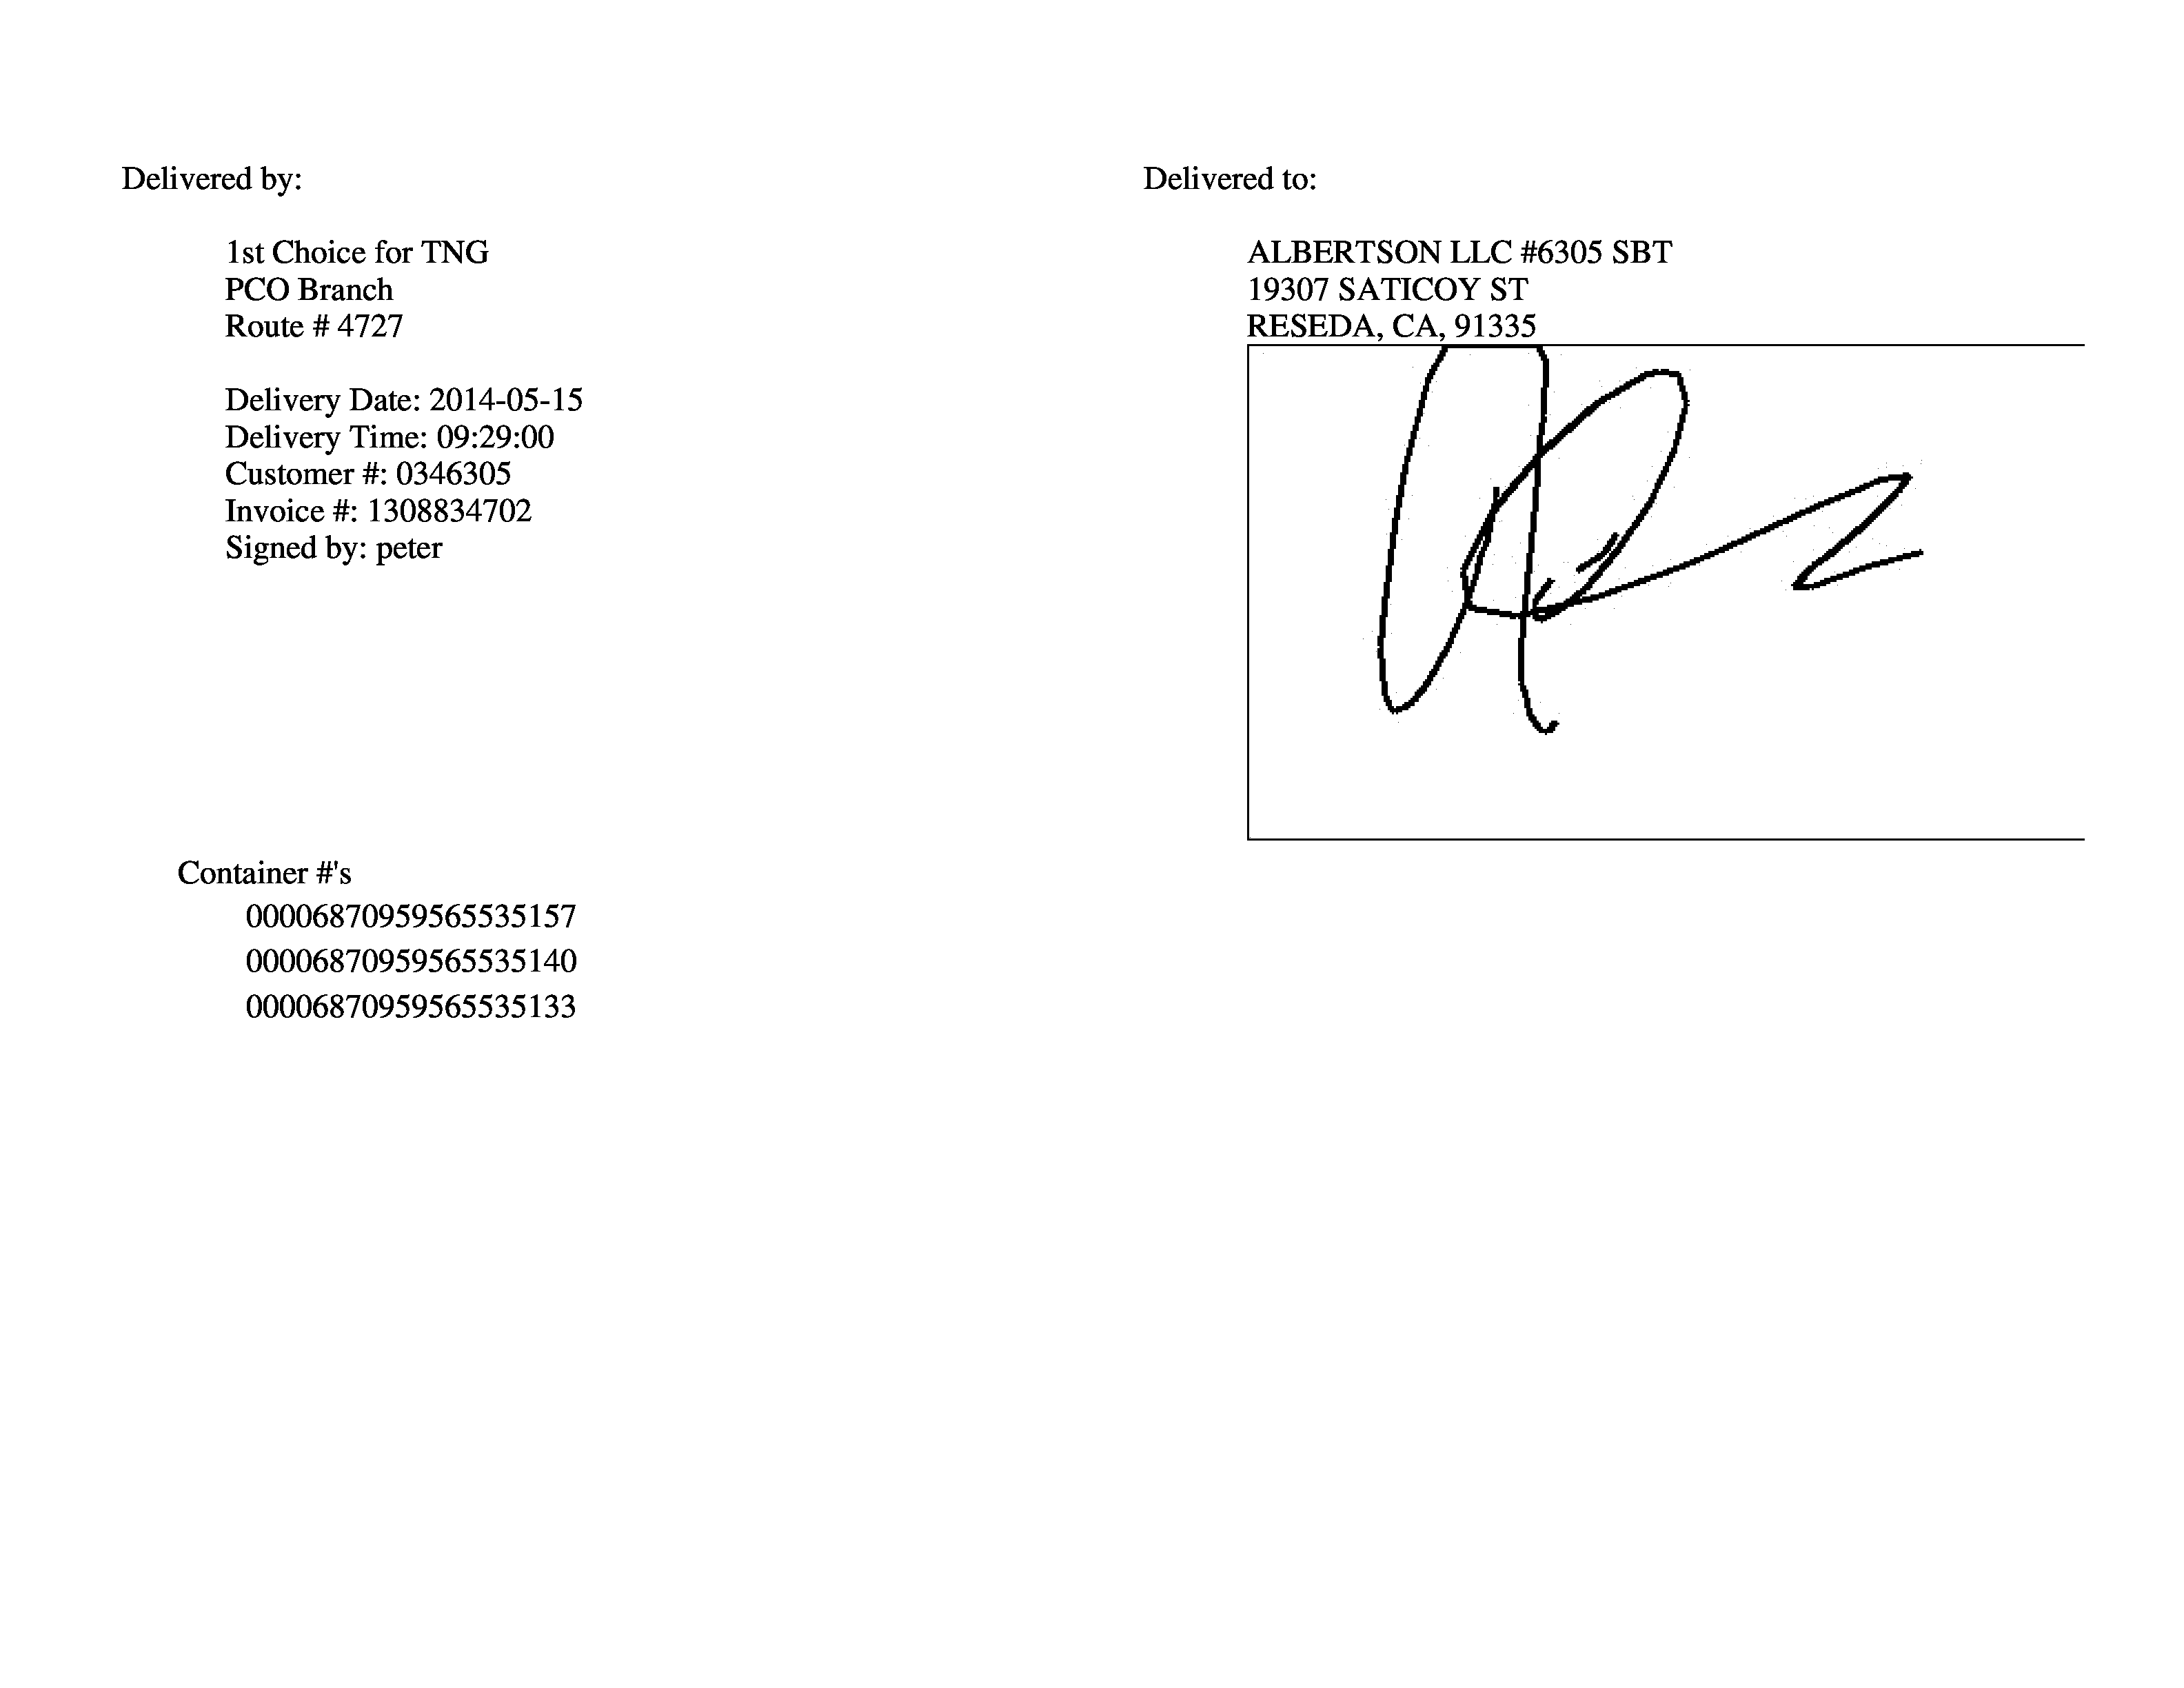 Delivered by:
1st Choice for TNG
PCO Branch
Route # 4727
Delivery Date: 2014-05-15
Delivery Time: 09:29:00
Customer #: 0346305
Invoice #: 1308834702
Signed by: peter
Delivered to:
ALBERTSON LLC #6305 SBT
19307 SATICOY ST
RESEDA, CA, 91335
Container #'s
00006870959565535157
00006870959565535140
00006870959565535133